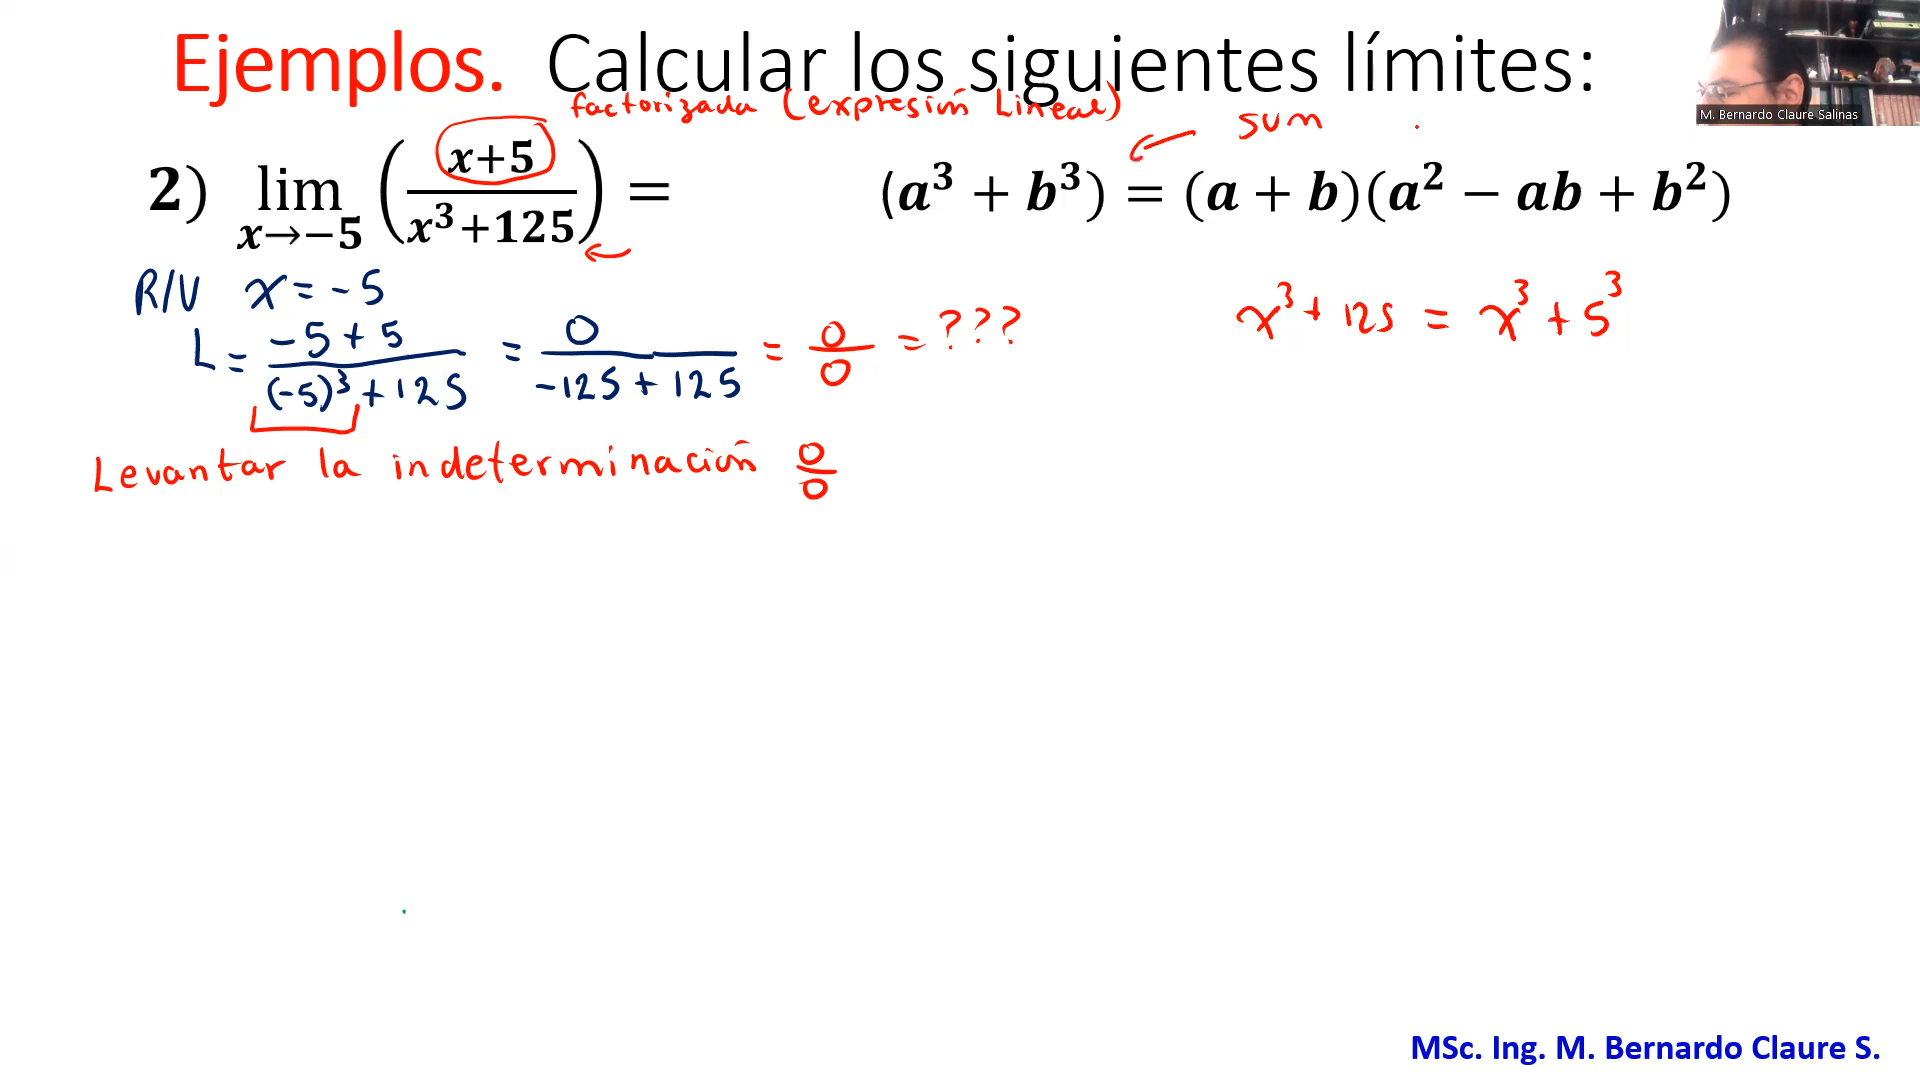 Ejemplos. Calcular los siguientes límites:
M. Bernardo Claure Salinas
factorizada (expresión Lineal)
sum
2) lim x→-5 (x+5 / x³+125) =
(a³ + b³) = (a + b)(a² − ab + b²)
R/V x = -5
x³ + 125 = x³ + 5³
L = -5 + 5 / (-5)³ + 125 = 0 / -125 + 125 = 0/0 = ???
Levantar la indeterminación 0/0
MSc. Ing. M. Bernardo Claure S.